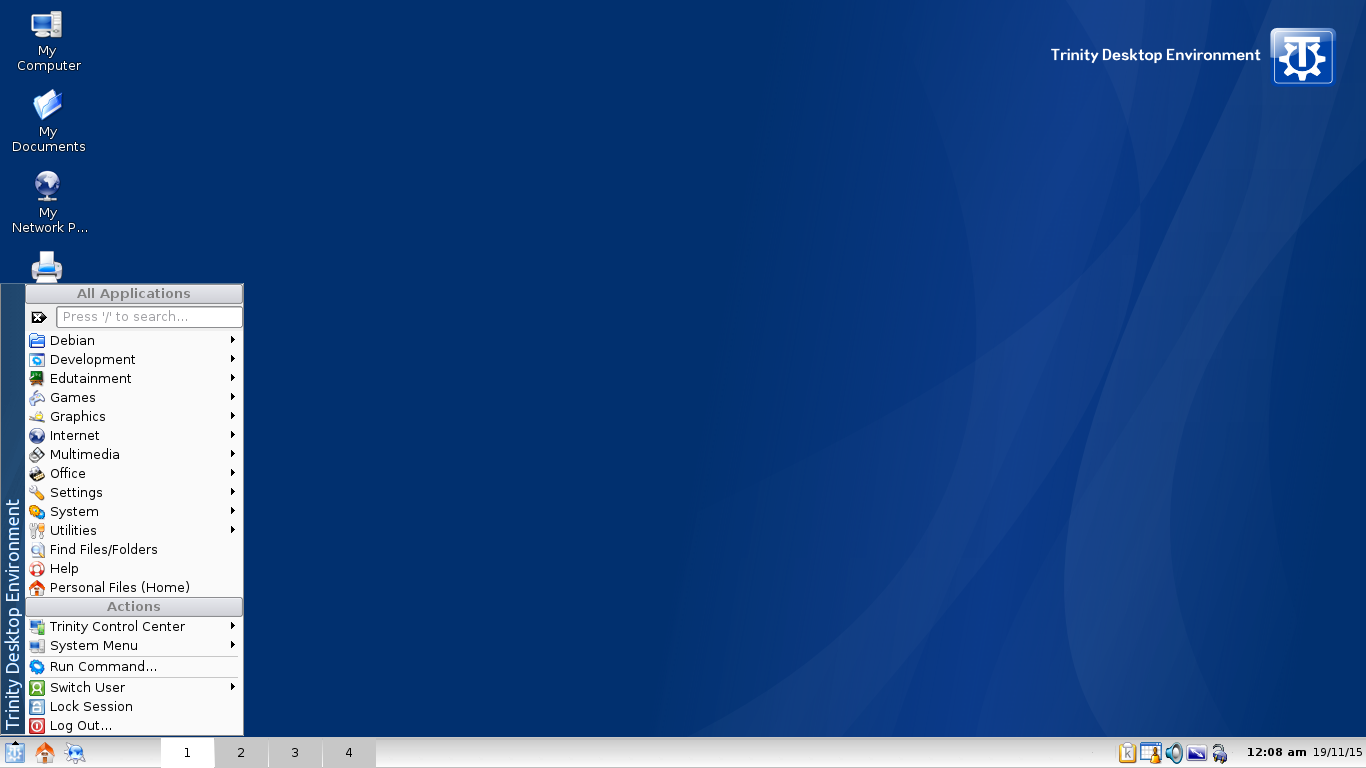 My
Computer
My
Documents
My
Network P...
Trinity Desktop Environment
All Applications
Press '/' to search...
Debian
Development
Edutainment
Games
Graphics
Internet
Multimedia
Office
Settings
System
Utilities
Find Files/Folders
Help
Personal Files (Home)
Actions
Trinity Control Center
System Menu
Run Command...
Switch User
Lock Session
Log Out...
Trinity Desktop Environment
1
2
3
4
12:08 am
19/11/15